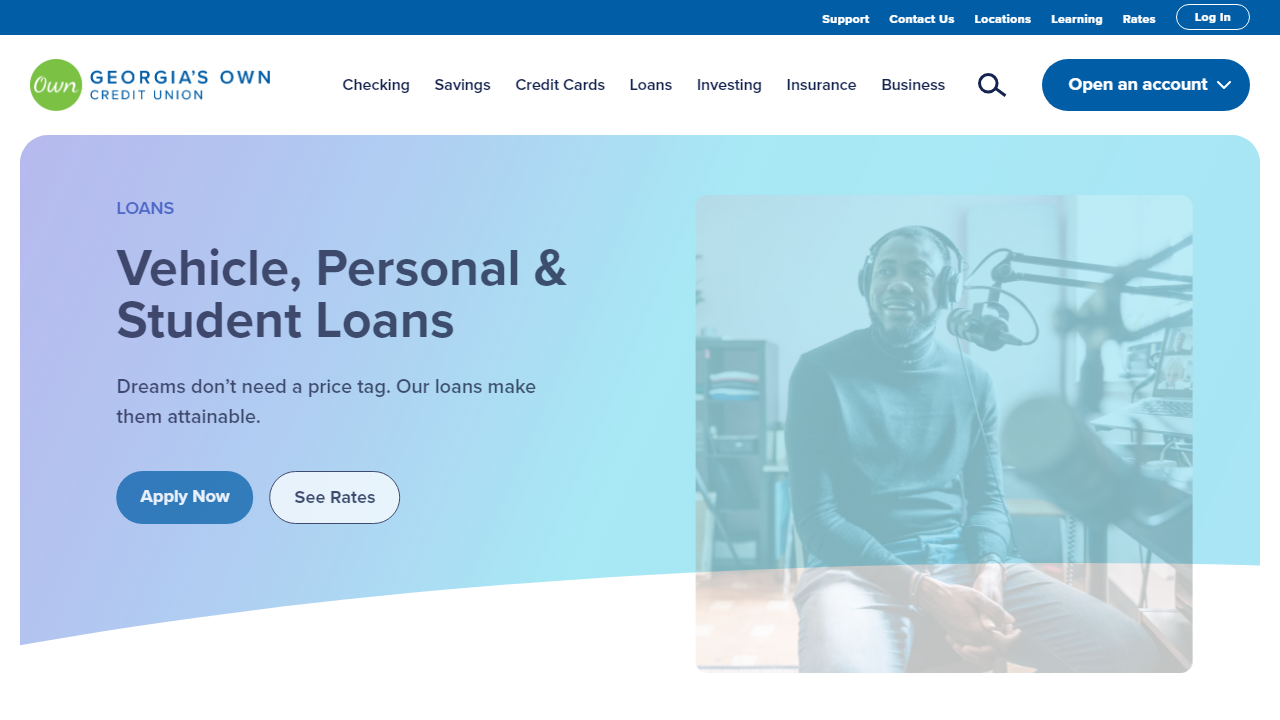 Support Contact Us Locations Learning Rates Log In
Own
GEORGIA'S OWN
CREDIT UNION
Checking Savings Credit Cards Loans Investing Insurance Business
Open an account
LOANS
Vehicle, Personal &
Student Loans
Dreams don’t need a price tag. Our loans make
them attainable.
Apply Now See Rates